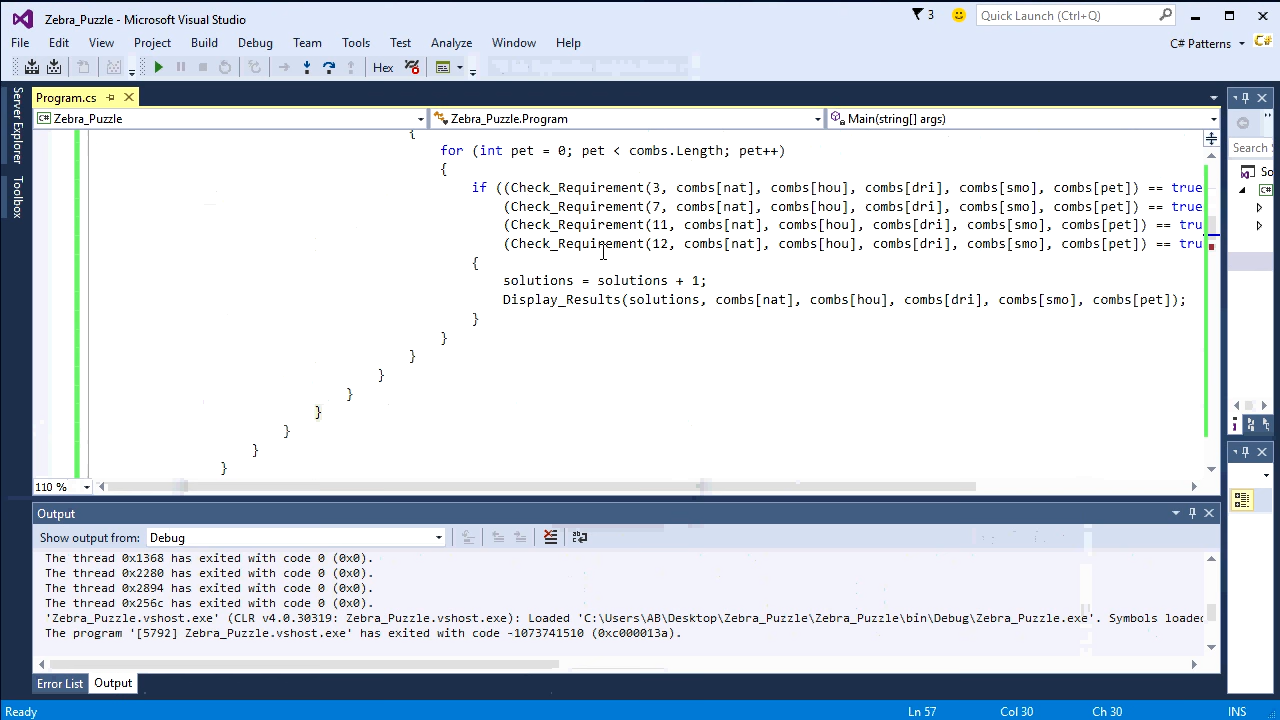 Zebra_Puzzle - Microsoft Visual Studio
3
Quick Launch (Ctrl+Q)
File Edit View Project Build Debug Team Tools Test Analyze Window Help
C# Patterns
Hex
Server Explorer
Toolbox
Program.cs
Zebra_Puzzle
Zebra_Puzzle.Program
Main(string[] args)
{
for (int pet = 0; pet < combs.Length; pet++)
{
if ((Check_Requirement(3, combs[nat], combs[hou], combs[dri], combs[smo], combs[pet]) == true
(Check_Requirement(7, combs[nat], combs[hou], combs[dri], combs[smo], combs[pet]) == true
(Check_Requirement(11, combs[nat], combs[hou], combs[dri], combs[smo], combs[pet]) == tru
(Check_Requirement(12, combs[nat], combs[hou], combs[dri], combs[smo], combs[pet]) == tru
{
solutions = solutions + 1;
Display_Results(solutions, combs[nat], combs[hou], combs[dri], combs[smo], combs[pet]);
}
}
}
}
}
}
}
}
}
Search
So
110 %
Output
Show output from: Debug
The thread 0x1368 has exited with code 0 (0x0).
The thread 0x2280 has exited with code 0 (0x0).
The thread 0x2894 has exited with code 0 (0x0).
The thread 0x256c has exited with code 0 (0x0).
'Zebra_Puzzle.vshost.exe' (CLR v4.0.30319: Zebra_Puzzle.vshost.exe): Loaded 'C:\Users\AB\Desktop\Zebra_Puzzle\Zebra_Puzzle\bin\Debug\Zebra_Puzzle.exe'. Symbols loade
The program '[5792] Zebra_Puzzle.vshost.exe' has exited with code -1073741510 (0xc000013a).
Error List Output
Ready
Ln 57 Col 30 Ch 30 INS